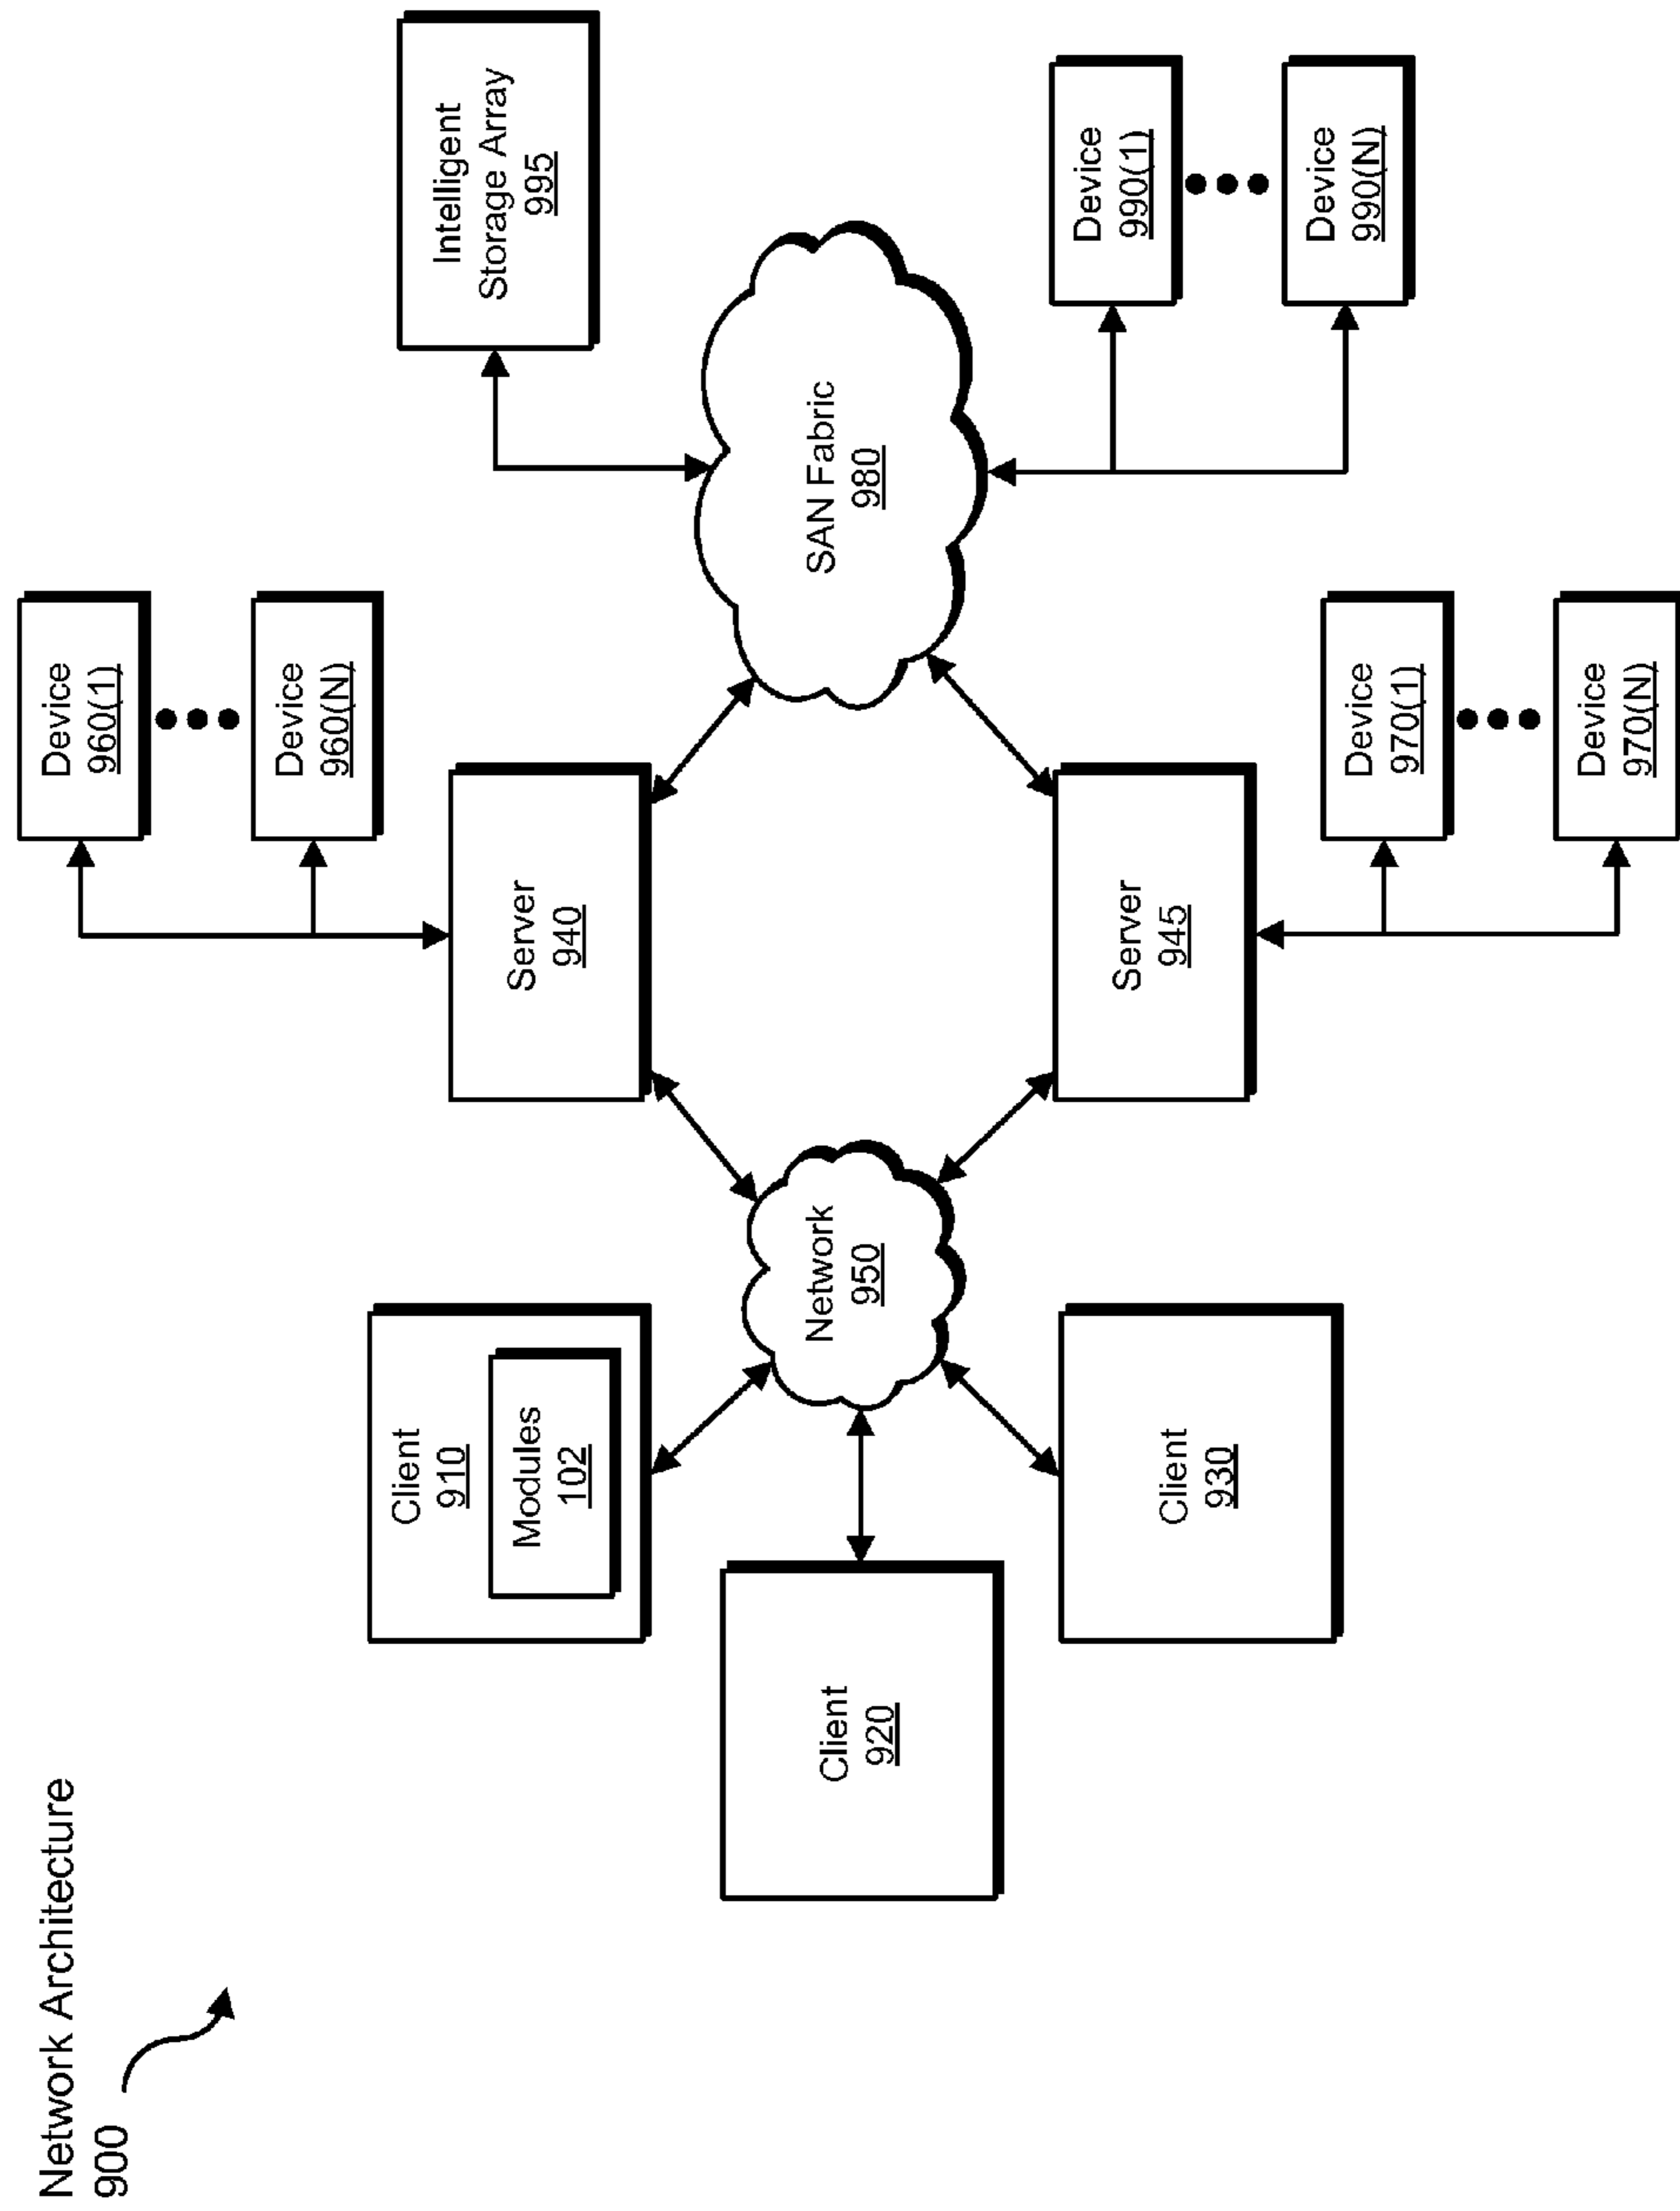 Network Architecture
900
Client
910
Modules
102
Client
920
Client
930
Network
950
Device
960(1)
Device
960(N)
Server
940
Server
945
Device
970(1)
Device
970(N)
SAN Fabric
980
Intelligent
Storage Array
995
Device
990(1)
Device
990(N)